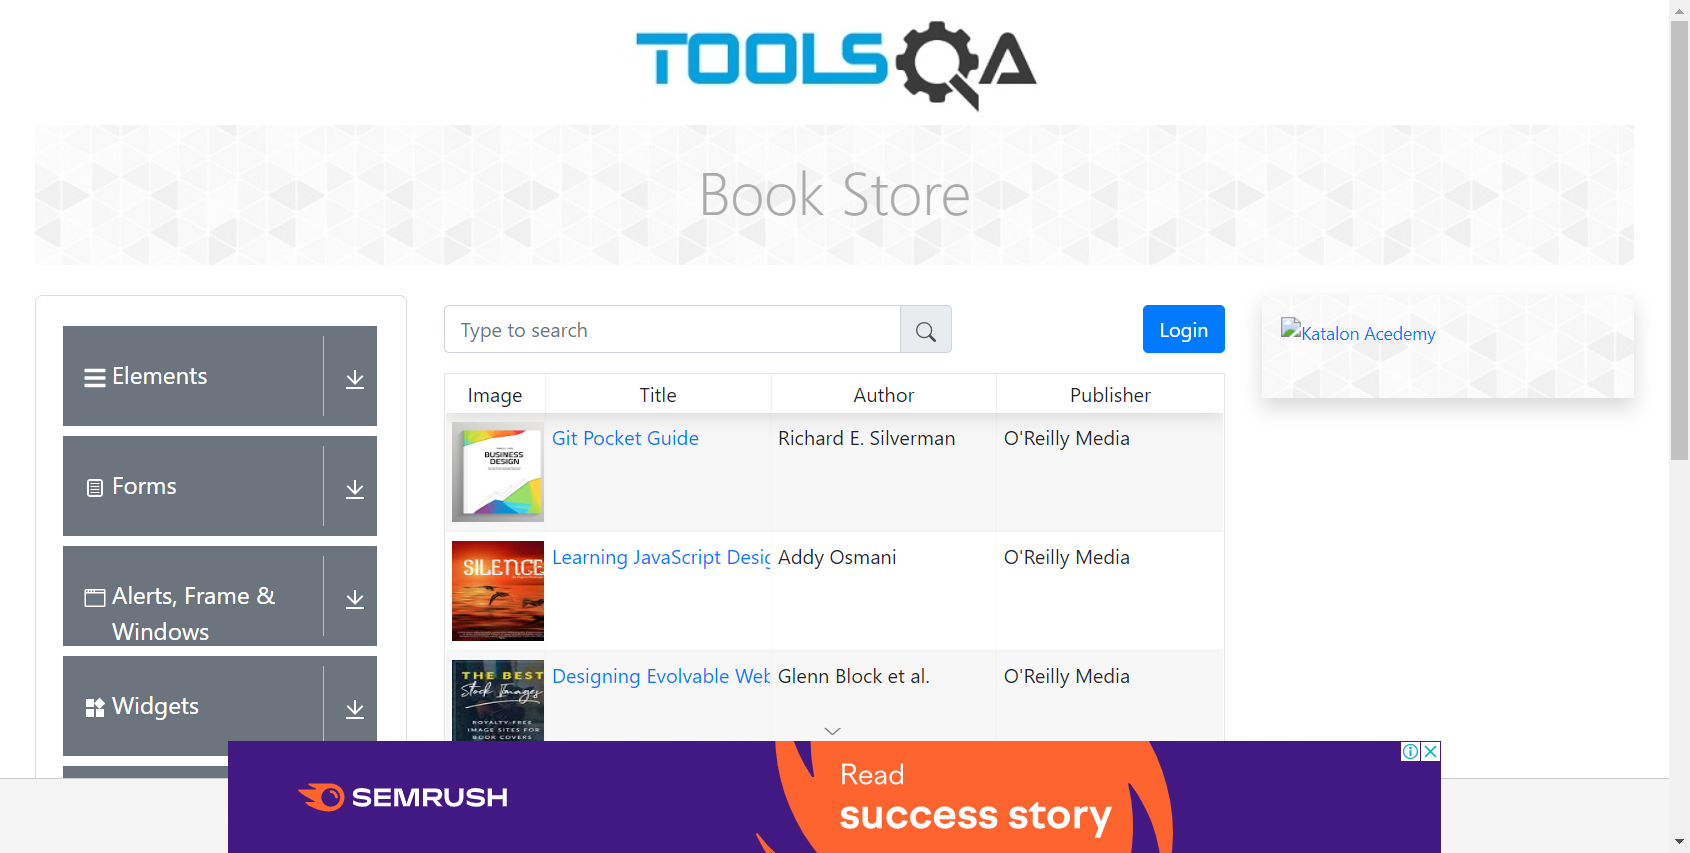 TOOLSQA
Book Store
Elements
Forms
Alerts, Frame &
Windows
Widgets
Type to search
Login
Image Title Author Publisher
BUSINESS
DESIGN
Git Pocket Guide Richard E. Silverman O'Reilly Media
SILENCE
Learning JavaScript Desig Addy Osmani O'Reilly Media
THE BEST
Stock Images
ROYALTY-FREE
IMAGE SITES FOR
BOOK COVERS
Designing Evolvable Web Glenn Block et al. O'Reilly Media
Katalon Acedemy
SEMRUSH
Read
success story